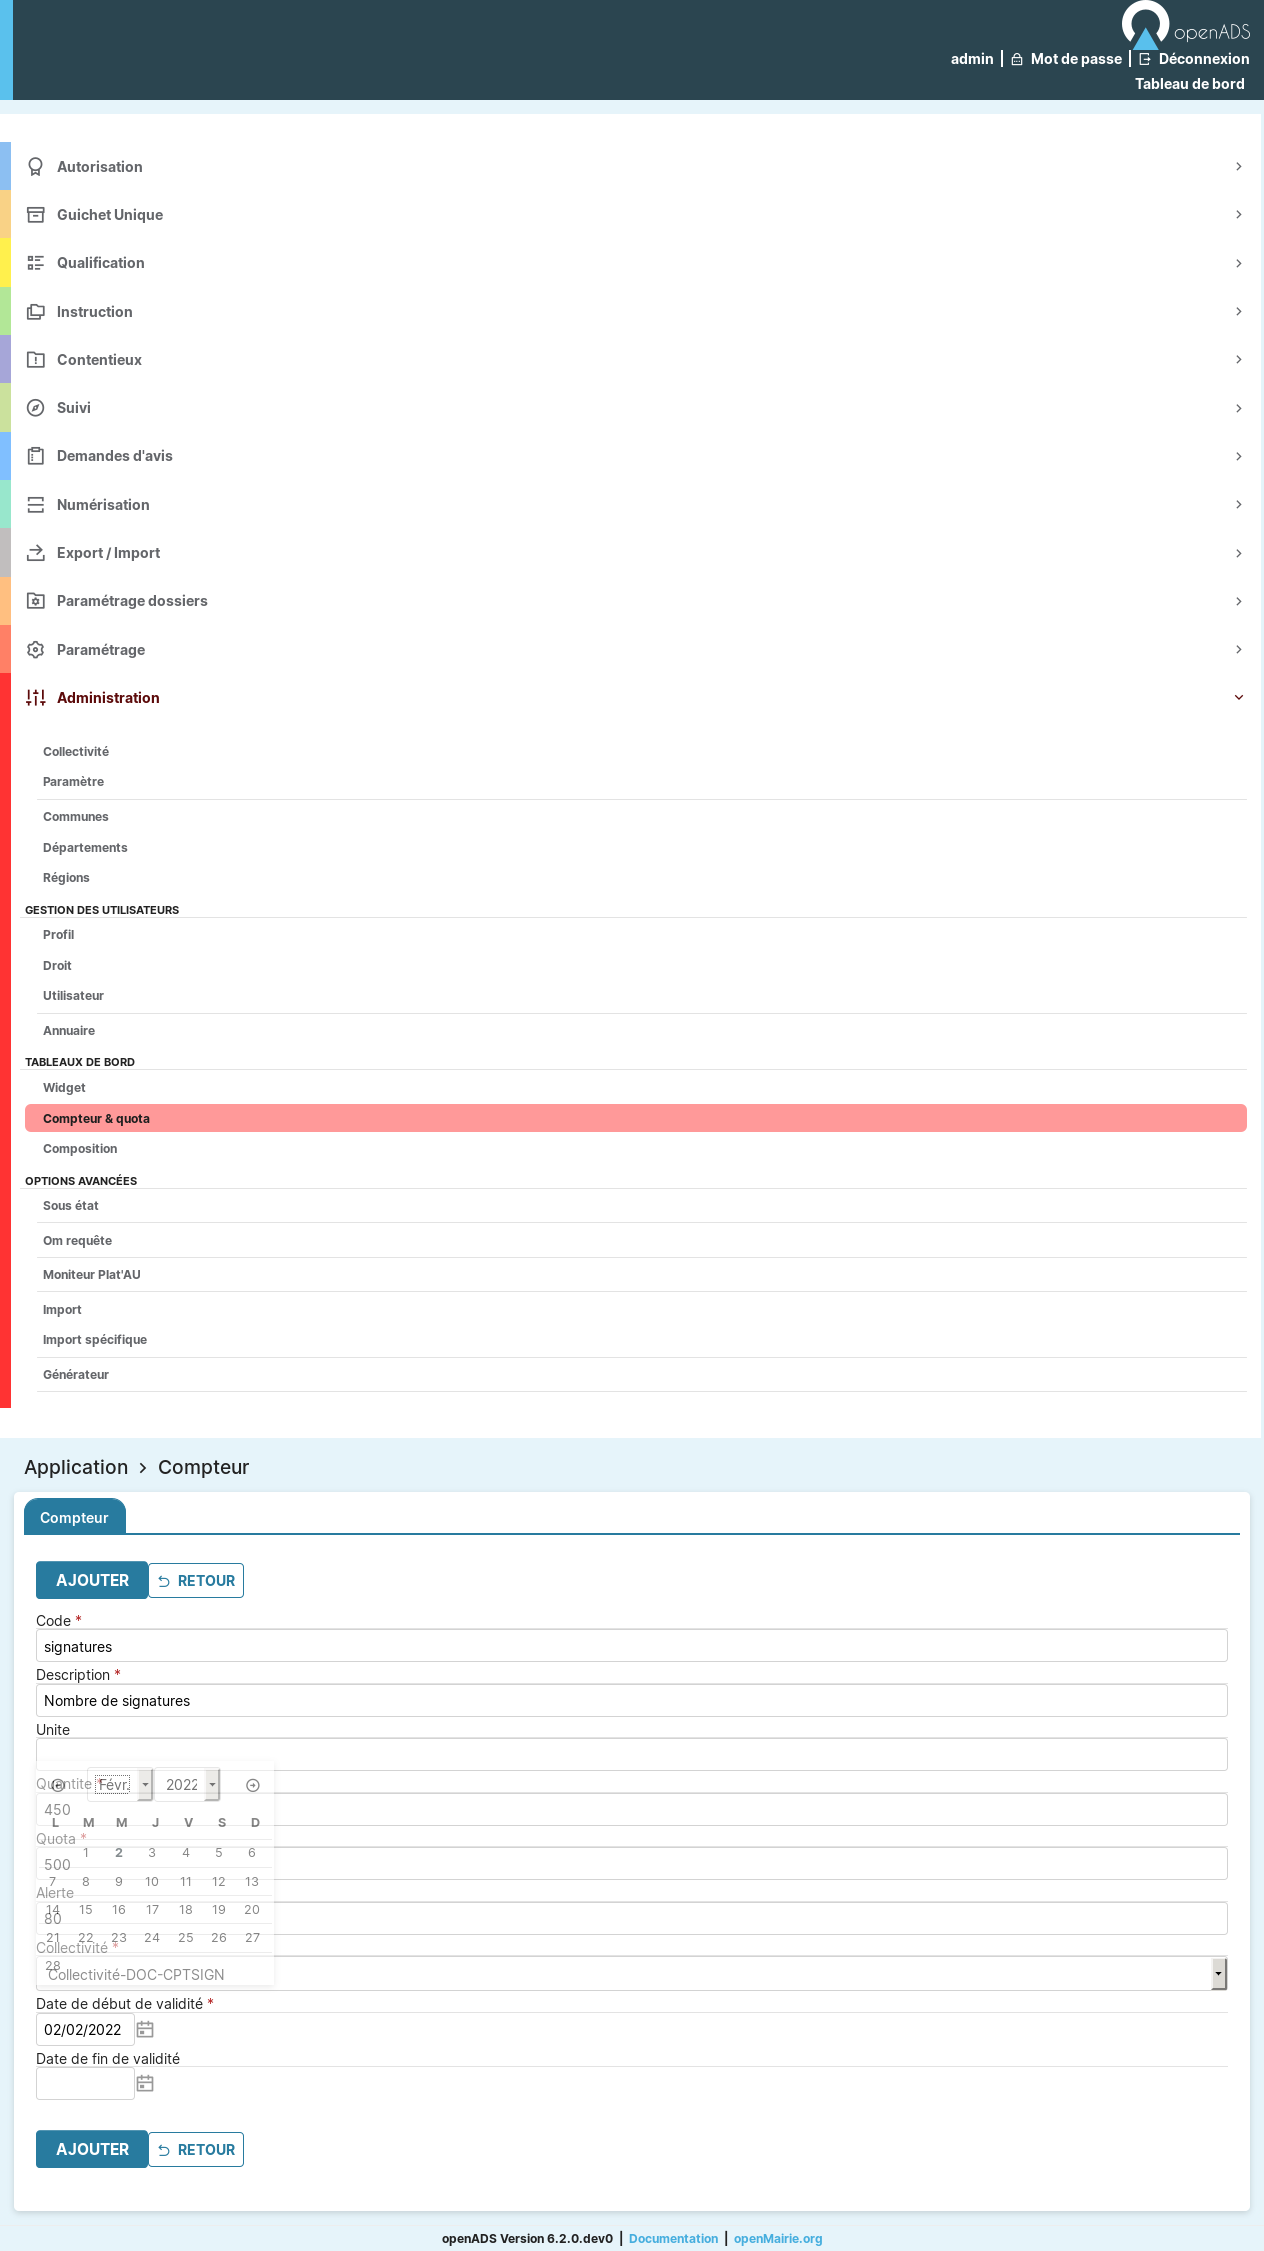 openADS
admin | Mot de passe | Déconnexion
Tableau de bord
Autorisation
Guichet Unique
Qualification
Instruction
Contentieux
Suivi
Demandes d'avis
Numérisation
Export / Import
Paramétrage dossiers
Paramétrage
Administration
Collectivité
Paramètre
Communes
Départements
Régions
GESTION DES UTILISATEURS
Profil
Droit
Utilisateur
Annuaire
TABLEAUX DE BORD
Widget
Compteur & quota
Composition
OPTIONS AVANCÉES
Sous état
Om requête
Moniteur Plat'AU
Import
Import spécifique
Générateur
Application > Compteur
Compteur
AJOUTER RETOUR
Code *
signatures
Description *
Nombre de signatures
Unite
Quantite *
Févr. 2022
450
L M M J V S D
Quota *
1 2 3 4 5 6
500
7 8 9 10 11 12 13
Alerte
14 15 16 17 18 19 20
80
21 22 23 24 25 26 27
Collectivité *
28
Collectivité-DOC-CPTSIGN
Date de début de validité *
02/02/2022
Date de fin de validité
AJOUTER RETOUR
openADS Version 6.2.0.dev0 | Documentation | openMairie.org